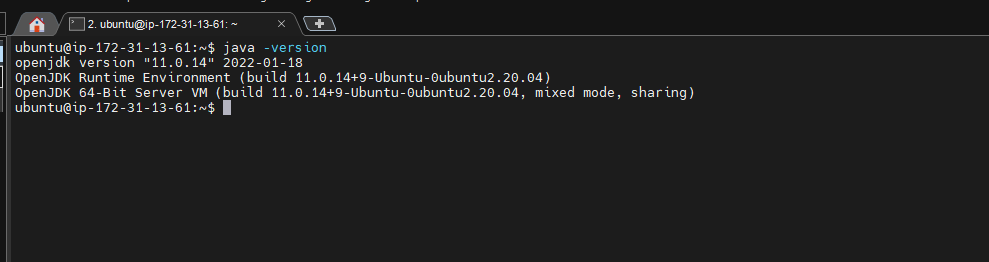 2. ubuntu@ip-172-31-13-61: ~
ubuntu@ip-172-31-13-61:~$ java -version
openjdk version "11.0.14" 2022-01-18
OpenJDK Runtime Environment (build 11.0.14+9-Ubuntu-0ubuntu2.20.04)
OpenJDK 64-Bit Server VM (build 11.0.14+9-Ubuntu-0ubuntu2.20.04, mixed mode, sharing)
ubuntu@ip-172-31-13-61:~$